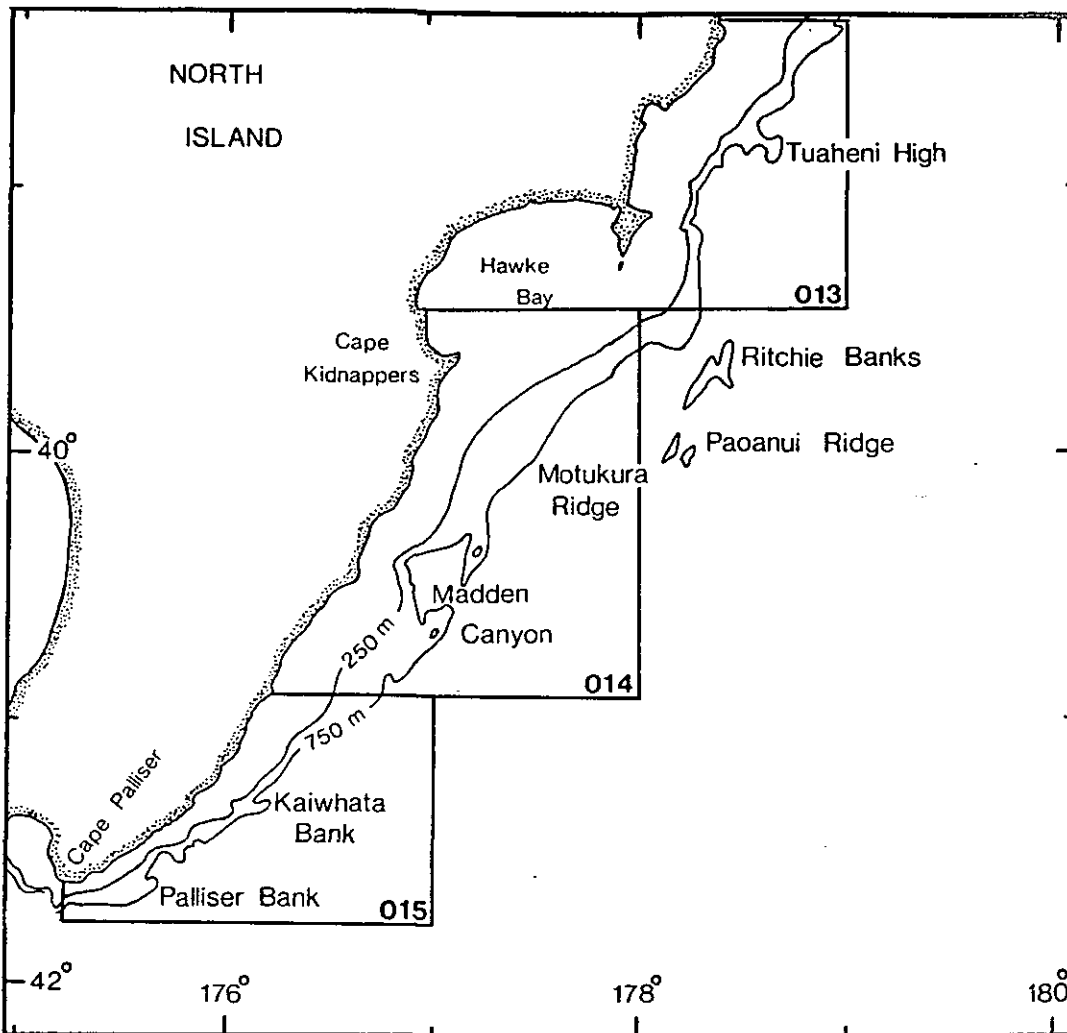 NORTH
ISLAND
Tuaheni High
Hawke
Bay
013
Cape
Kidnappers
Ritchie Banks
40°
Paoanui Ridge
Motukura
Ridge
Madden
Canyon
250 m
014
750 m
Cape Palliser
Kaiwhata
Bank
Palliser Bank
015
42°
176°
178°
180°